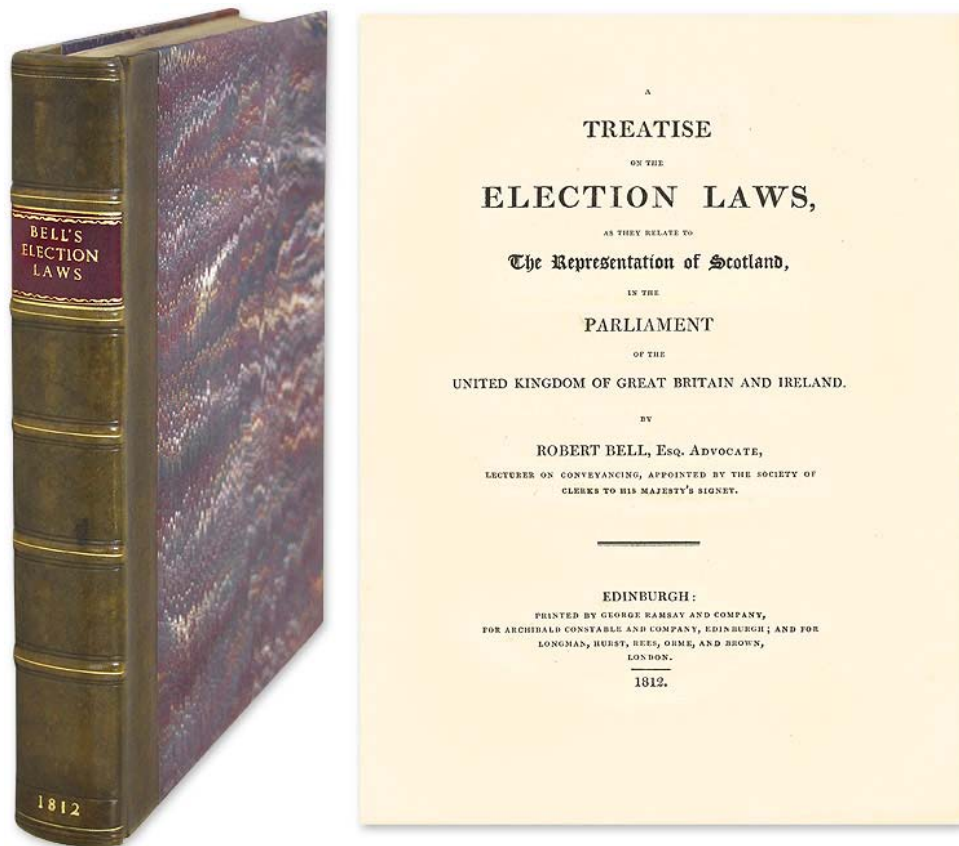 BELL'S
ELECTION
LAWS
1812
A
TREATISE
ON THE
ELECTION LAWS,
AS THEY RELATE TO
The Representation of Scotland,
IN THE
PARLIAMENT
OF THE
UNITED KINGDOM OF GREAT BRITAIN AND IRELAND.
BY
ROBERT BELL, ESQ. ADVOCATE,
LECTURER ON CONVEYANCING, APPOINTED BY THE SOCIETY OF
CLERKS TO HIS MAJESTY'S SIGNET.
EDINBURGH:
PRINTED BY GEORGE RAMSAY AND COMPANY,
FOR ARCHIBALD CONSTABLE AND COMPANY, EDINBURGH; AND FOR
LONGMAN, HURST, REES, ORME, AND BROWN,
LONDON.
1812.